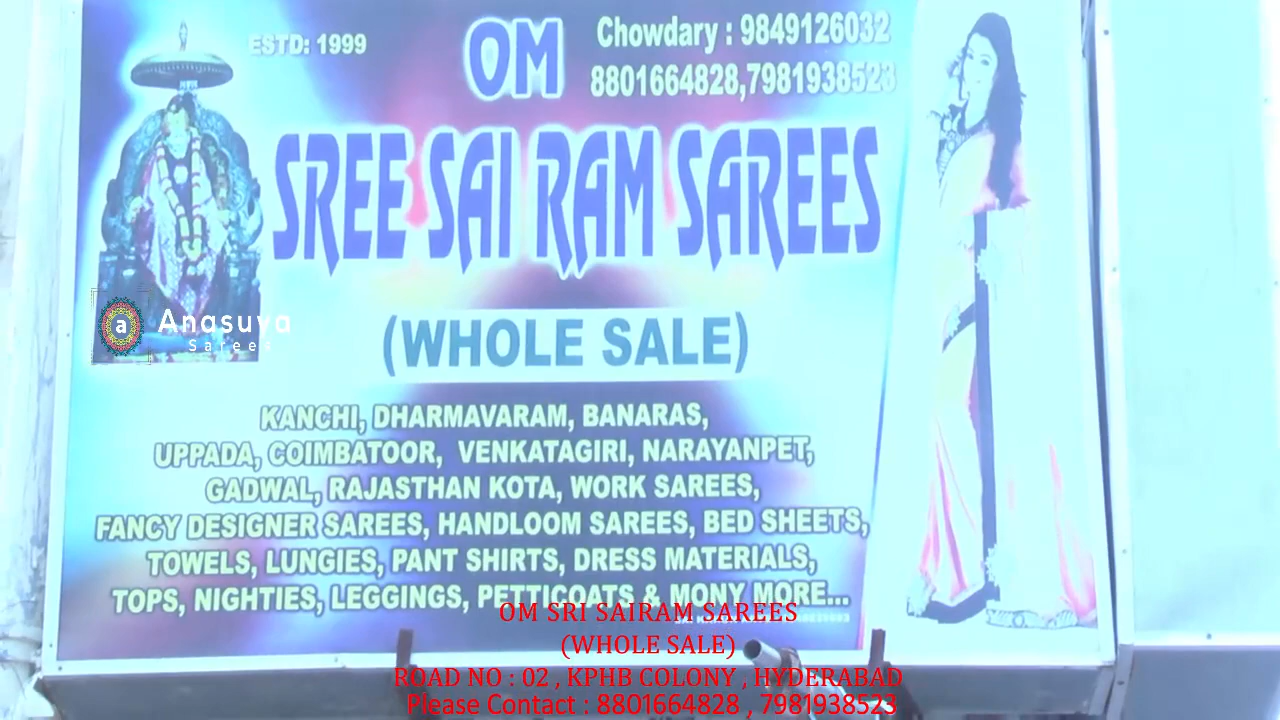 ESTD: 1999
OM
Chowdary : 9849126032
8801664828,7981938523
SREE SAI RAM SAREES
a Anasuya
Sarees
(WHOLE SALE)
KANCHI, DHARMAVARAM, BANARAS,
UPPADA, COIMBATOOR, VENKATAGIRI, NARAYANPET,
GADWAL, RAJASTHAN KOTA, WORK SAREES,
FANCY DESIGNER SAREES, HANDLOOM SAREES, BED SHEETS,
TOWELS, LUNGIES, PANT SHIRTS, DRESS MATERIALS,
TOPS, NIGHTIES, LEGGINGS, PETTICOATS & MONY MORE...
OM SRI SAIRAM SAREES
(WHOLE SALE)
ROAD NO : 02 , KPHB COLONY , HYDERABAD
Please Contact : 8801664828 , 7981938523